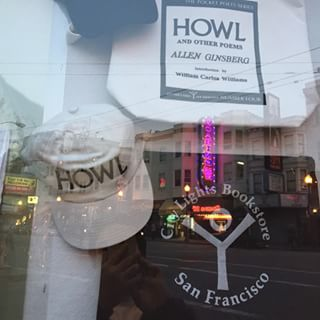 THE POCKET POETS SERIES
HOWL
AND OTHER POEMS
ALLEN GINSBERG
Introduction by
William Carlos Williams
HOWL
City Lights Bookstore
San Francisco